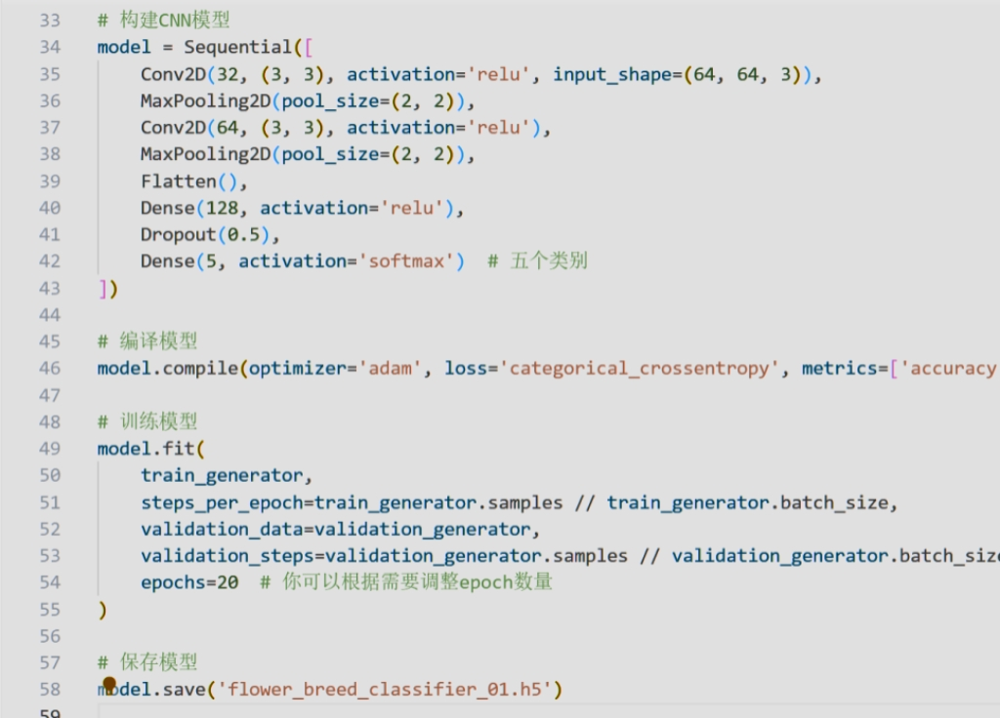 33 # 构建CNN模型
34 model = Sequential([
35     Conv2D(32, (3, 3), activation='relu', input_shape=(64, 64, 3)),
36     MaxPooling2D(pool_size=(2, 2)),
37     Conv2D(64, (3, 3), activation='relu'),
38     MaxPooling2D(pool_size=(2, 2)),
39     Flatten(),
40     Dense(128, activation='relu'),
41     Dropout(0.5),
42     Dense(5, activation='softmax')  # 五个类别
43 ])
44
45 # 编译模型
46 model.compile(optimizer='adam', loss='categorical_crossentropy', metrics=['accuracy
47
48 # 训练模型
49 model.fit(
50     train_generator,
51     steps_per_epoch=train_generator.samples // train_generator.batch_size,
52     validation_data=validation_generator,
53     validation_steps=validation_generator.samples // validation_generator.batch_size
54     epochs=20  # 你可以根据需要调整epoch数量
55 )
56
57 # 保存模型
58 model.save('flower_breed_classifier_01.h5')
59